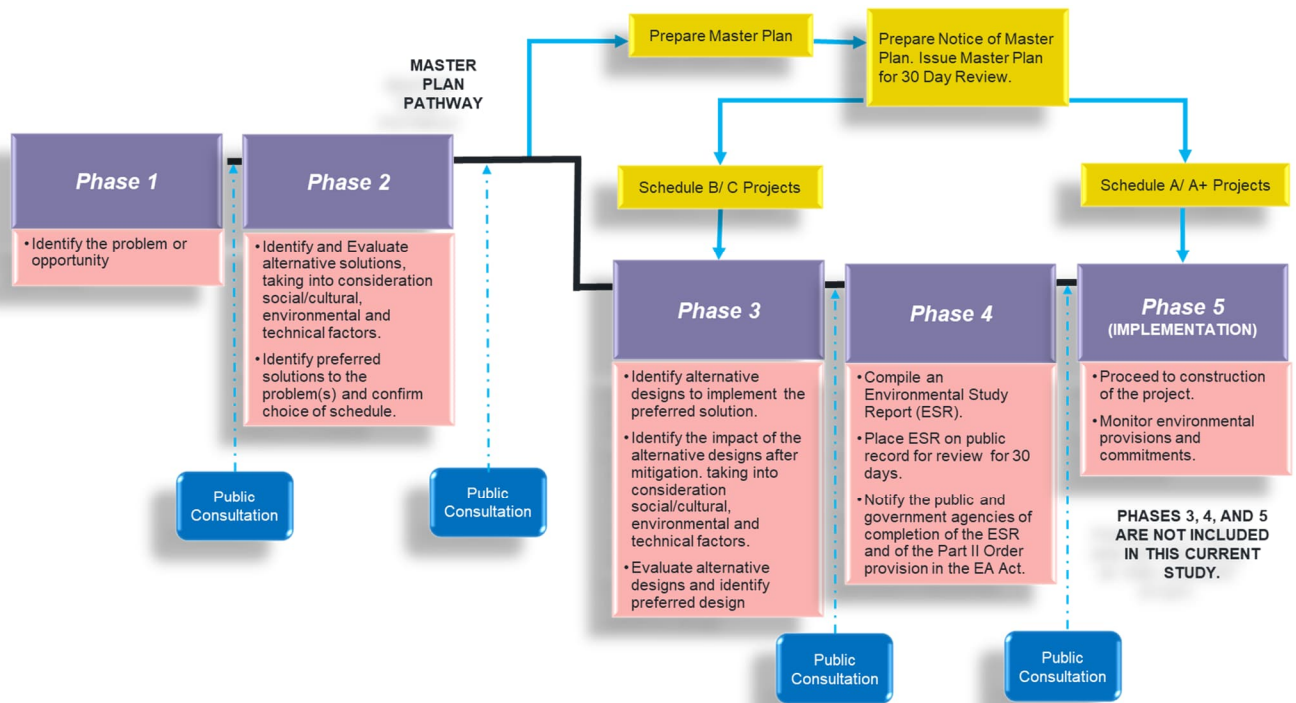 Prepare Master Plan
Prepare Notice of Master
Plan. Issue Master Plan
for 30 Day Review.
MASTER
PLAN
PATHWAY
Phase 1
• Identify the problem or
opportunity
Phase 2
• Identify and Evaluate
alternative solutions,
taking into consideration
social/cultural,
environmental and
technical factors.
• Identify preferred
solutions to the
problem(s) and confirm
choice of schedule.
Schedule B/ C Projects
Schedule A/ A+ Projects
Phase 3
• Identify alternative
designs to implement the
preferred solution.
• Identify the impact of the
alternative designs after
mitigation. taking into
consideration
social/cultural,
environmental and
technical factors.
• Evaluate alternative
designs and identify
preferred design
Phase 4
• Compile an
Environmental Study
Report (ESR).
• Place ESR on public
record for review for 30
days.
• Notify the public and
government agencies of
completion of the ESR
and of the Part II Order
provision in the EA Act.
Phase 5
(IMPLEMENTATION)
• Proceed to construction
of the project.
• Monitor environmental
provisions and
commitments.
Public
Consultation
Public
Consultation
PHASES 3, 4, AND 5
ARE NOT INCLUDED
IN THIS CURRENT
STUDY.
Public
Consultation
Public
Consultation